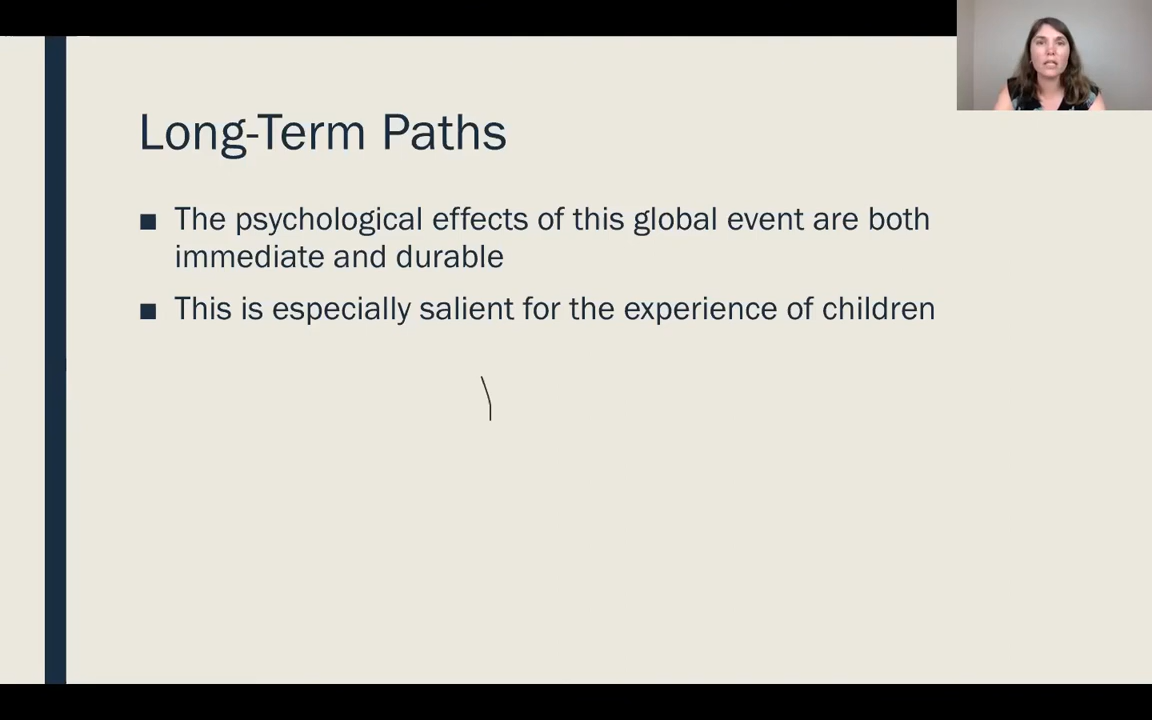 Long-Term Paths
■ The psychological effects of this global event are both
immediate and durable
■ This is especially salient for the experience of children